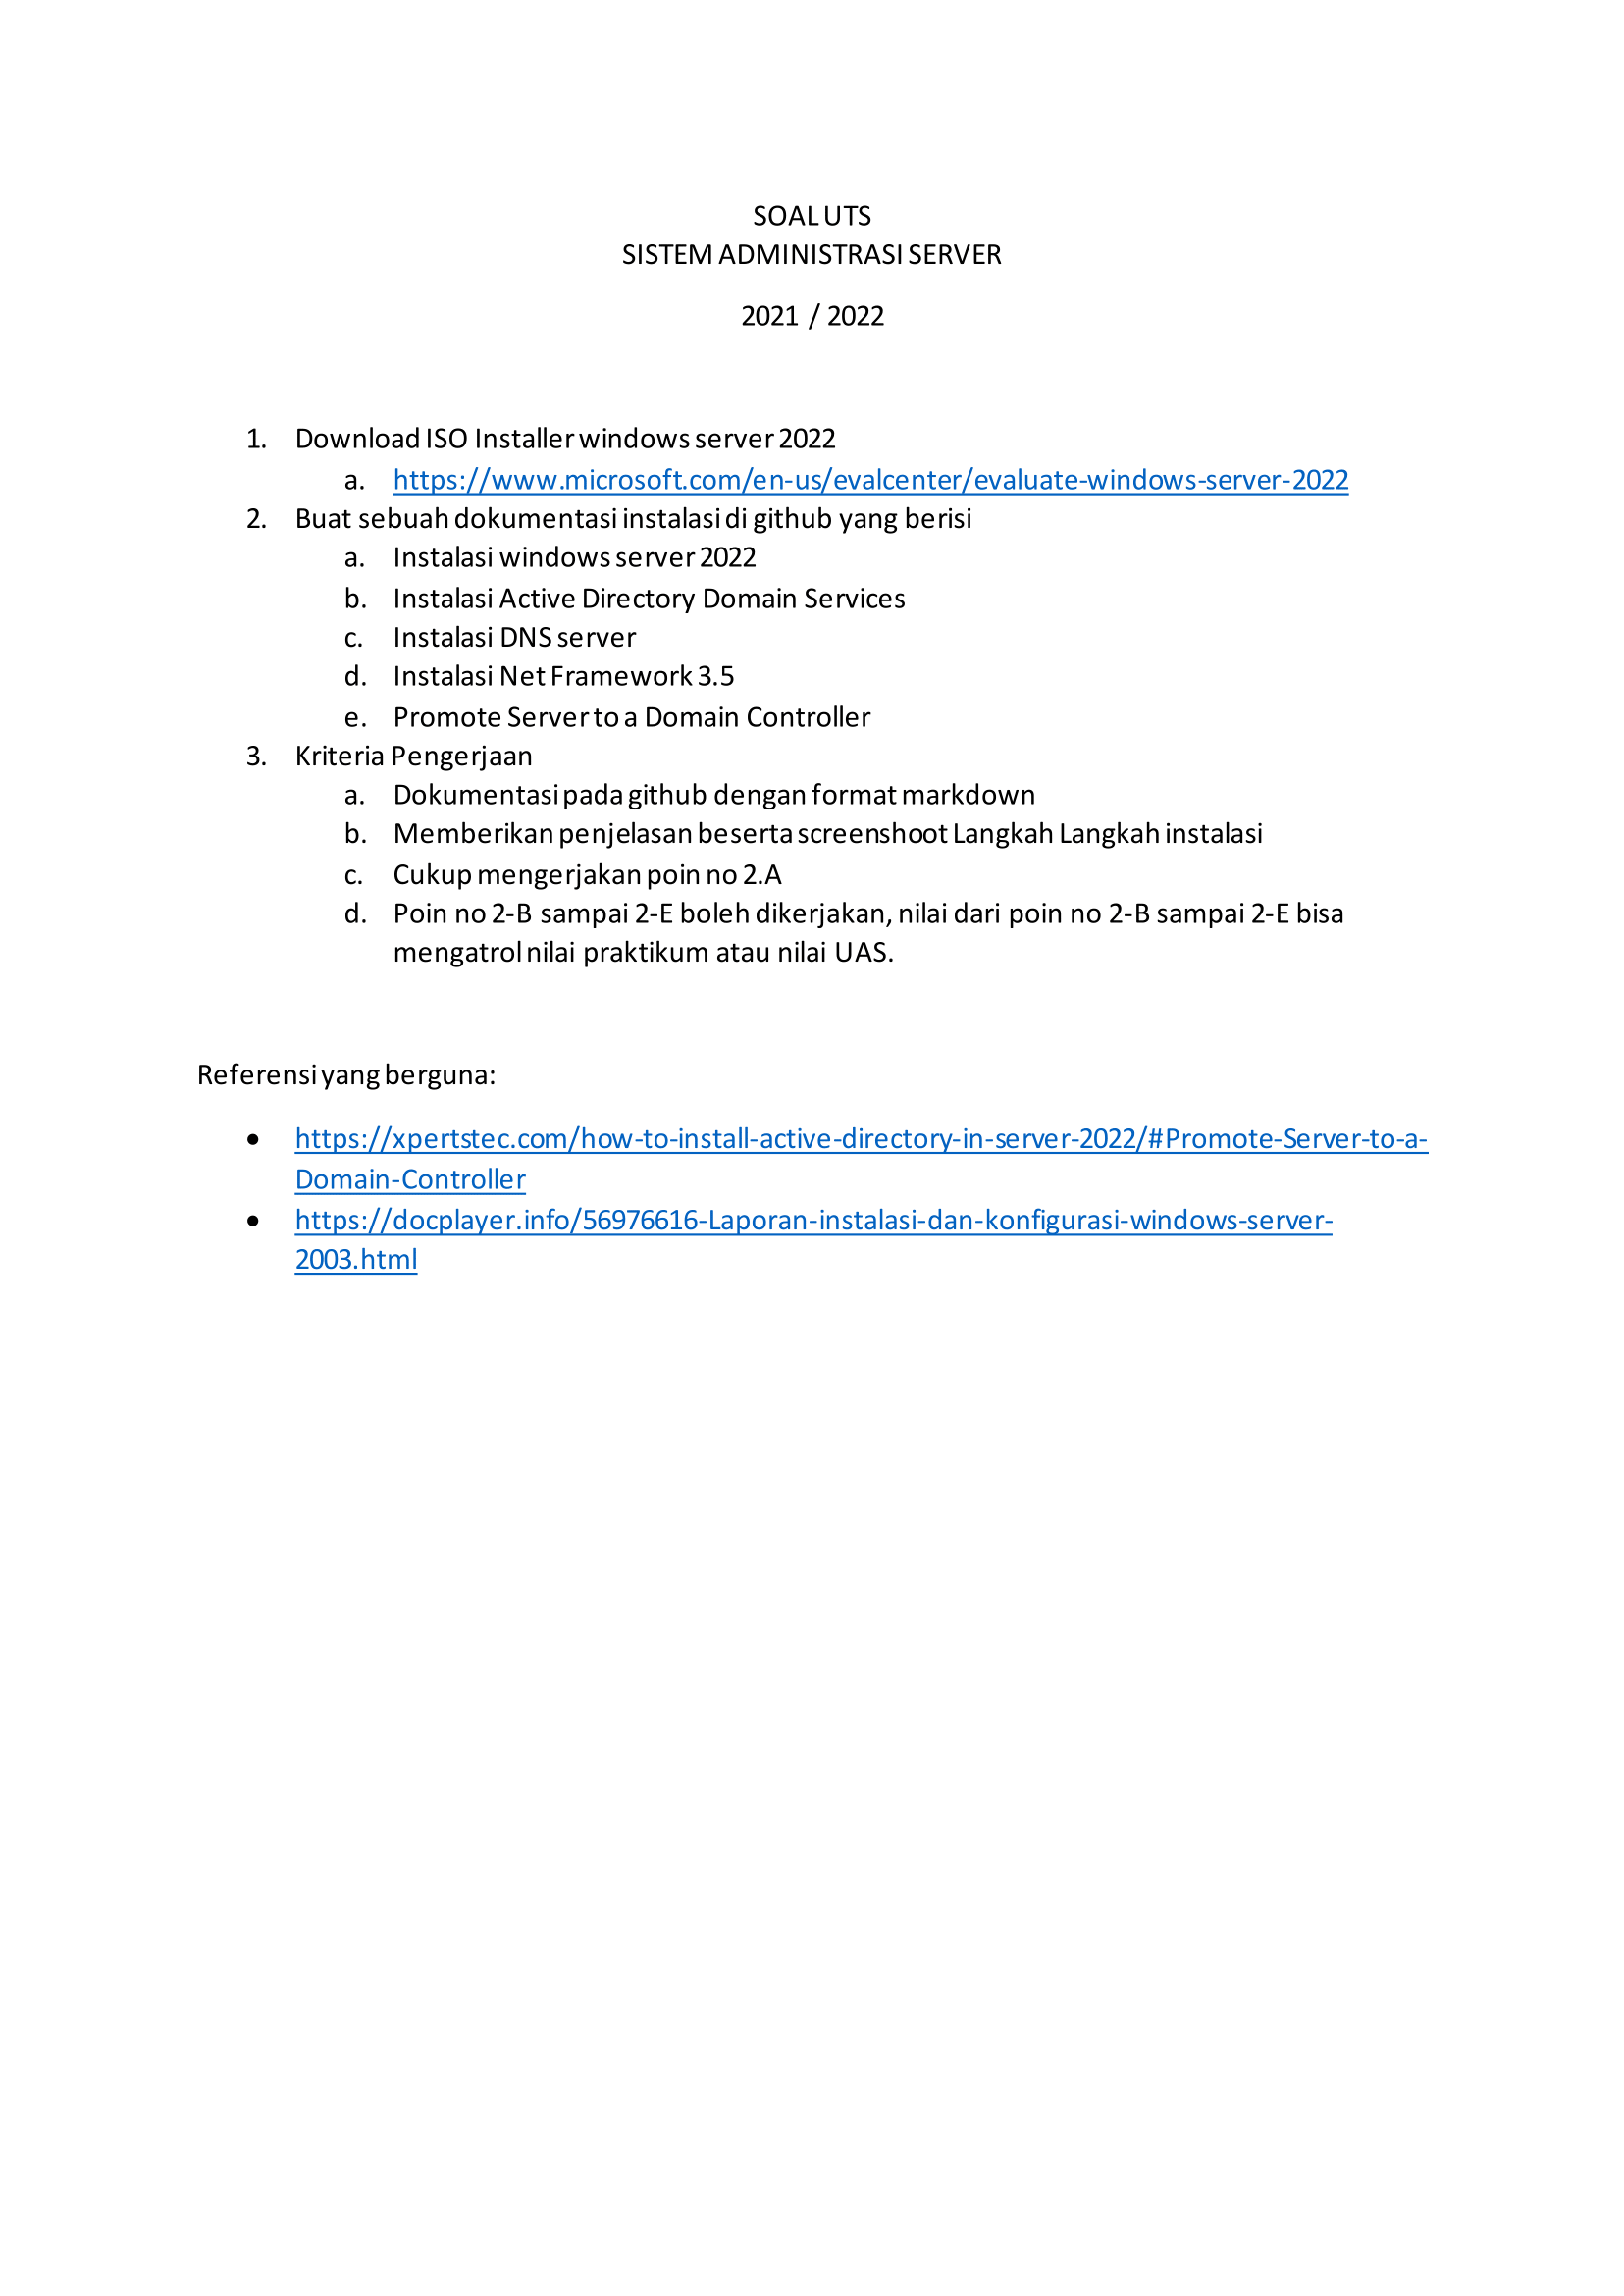 SOAL UTS
SISTEM ADMINISTRASI SERVER
2021 / 2022
1. Download ISO Installer windows server 2022
a. https://www.microsoft.com/en-us/evalcenter/evaluate-windows-server-2022
2. Buat sebuah dokumentasi instalasi di github yang berisi
a. Instalasi windows server 2022
b. Instalasi Active Directory Domain Services
c. Instalasi DNS server
d. Instalasi Net Framework 3.5
e. Promote Server to a Domain Controller
3. Kriteria Pengerjaan
a. Dokumentasi pada github dengan format markdown
b. Memberikan penjelasan beserta screenshoot Langkah Langkah instalasi
c. Cukup mengerjakan poin no 2.A
d. Poin no 2-B sampai 2-E boleh dikerjakan, nilai dari poin no 2-B sampai 2-E bisa
mengatrol nilai praktikum atau nilai UAS.
Referensi yang berguna:
• https://xpertstec.com/how-to-install-active-directory-in-server-2022/#Promote-Server-to-a-
Domain-Controller
• https://docplayer.info/56976616-Laporan-instalasi-dan-konfigurasi-windows-server-
2003.html